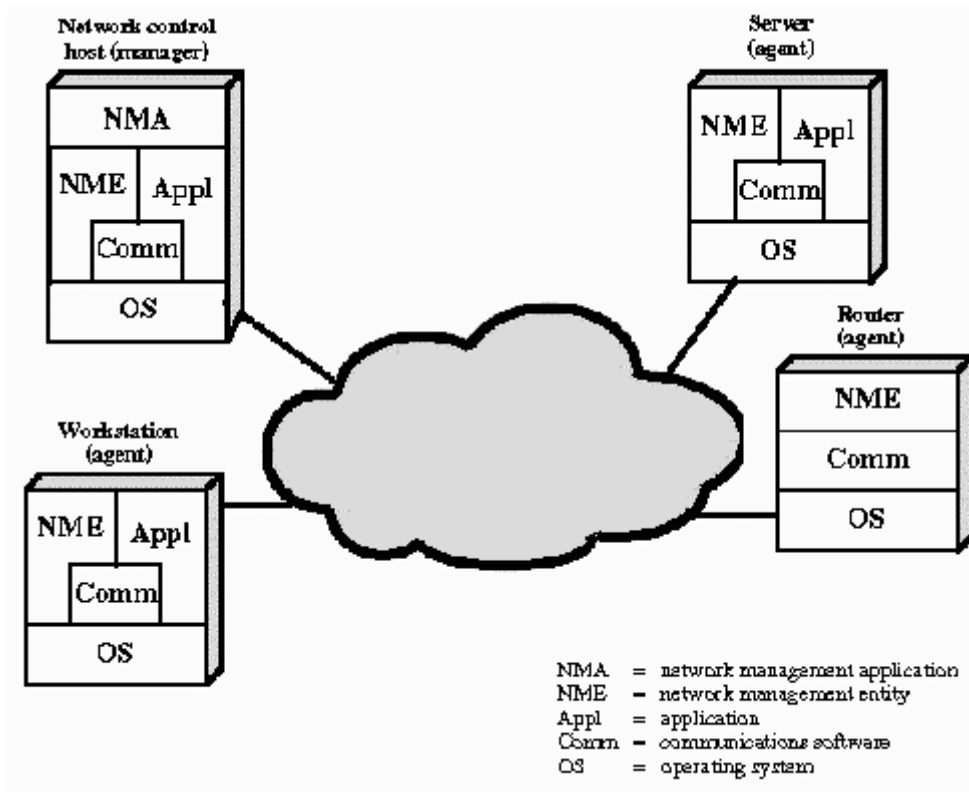 Network control
host (manager)
NMA
NME Appl
Comm
OS
Server
(agent)
NME Appl
Comm
OS
Router
(agent)
NME
Comm
OS
Workstation
(agent)
NME Appl
Comm
OS
NMA = network management application
NME = network management entity
Appl = application
Comm = communications software
OS = operating system